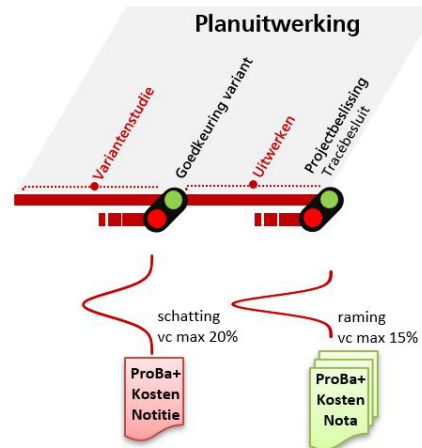 Planuitwerking
Variantenstudie
Goedkeuring variant
Uitwerken
Projectbeslissing
Tracébesluit
schatting
vc max 20%
raming
vc max 15%
ProBa+
Kosten
Notitie
ProBa+
Kosten
Nota